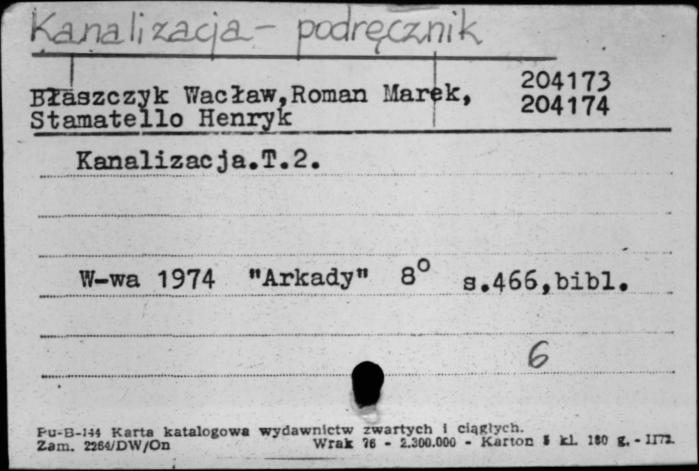 Kanalizacja - podręcznik
Błaszczyk Wacław,Roman Marek, 204173
Stamatello Henryk 204174
Kanalizacja.T.2.
W-wa 1974 "Arkady" 8° s.466,bibl.
6
Pu-B-144 Karta katalogowa wydawnictw zwartych i ciągłych.
Zam. 2264/DW/On Wrak 76 - 2.300.000 - Karton kl. 180 g. -